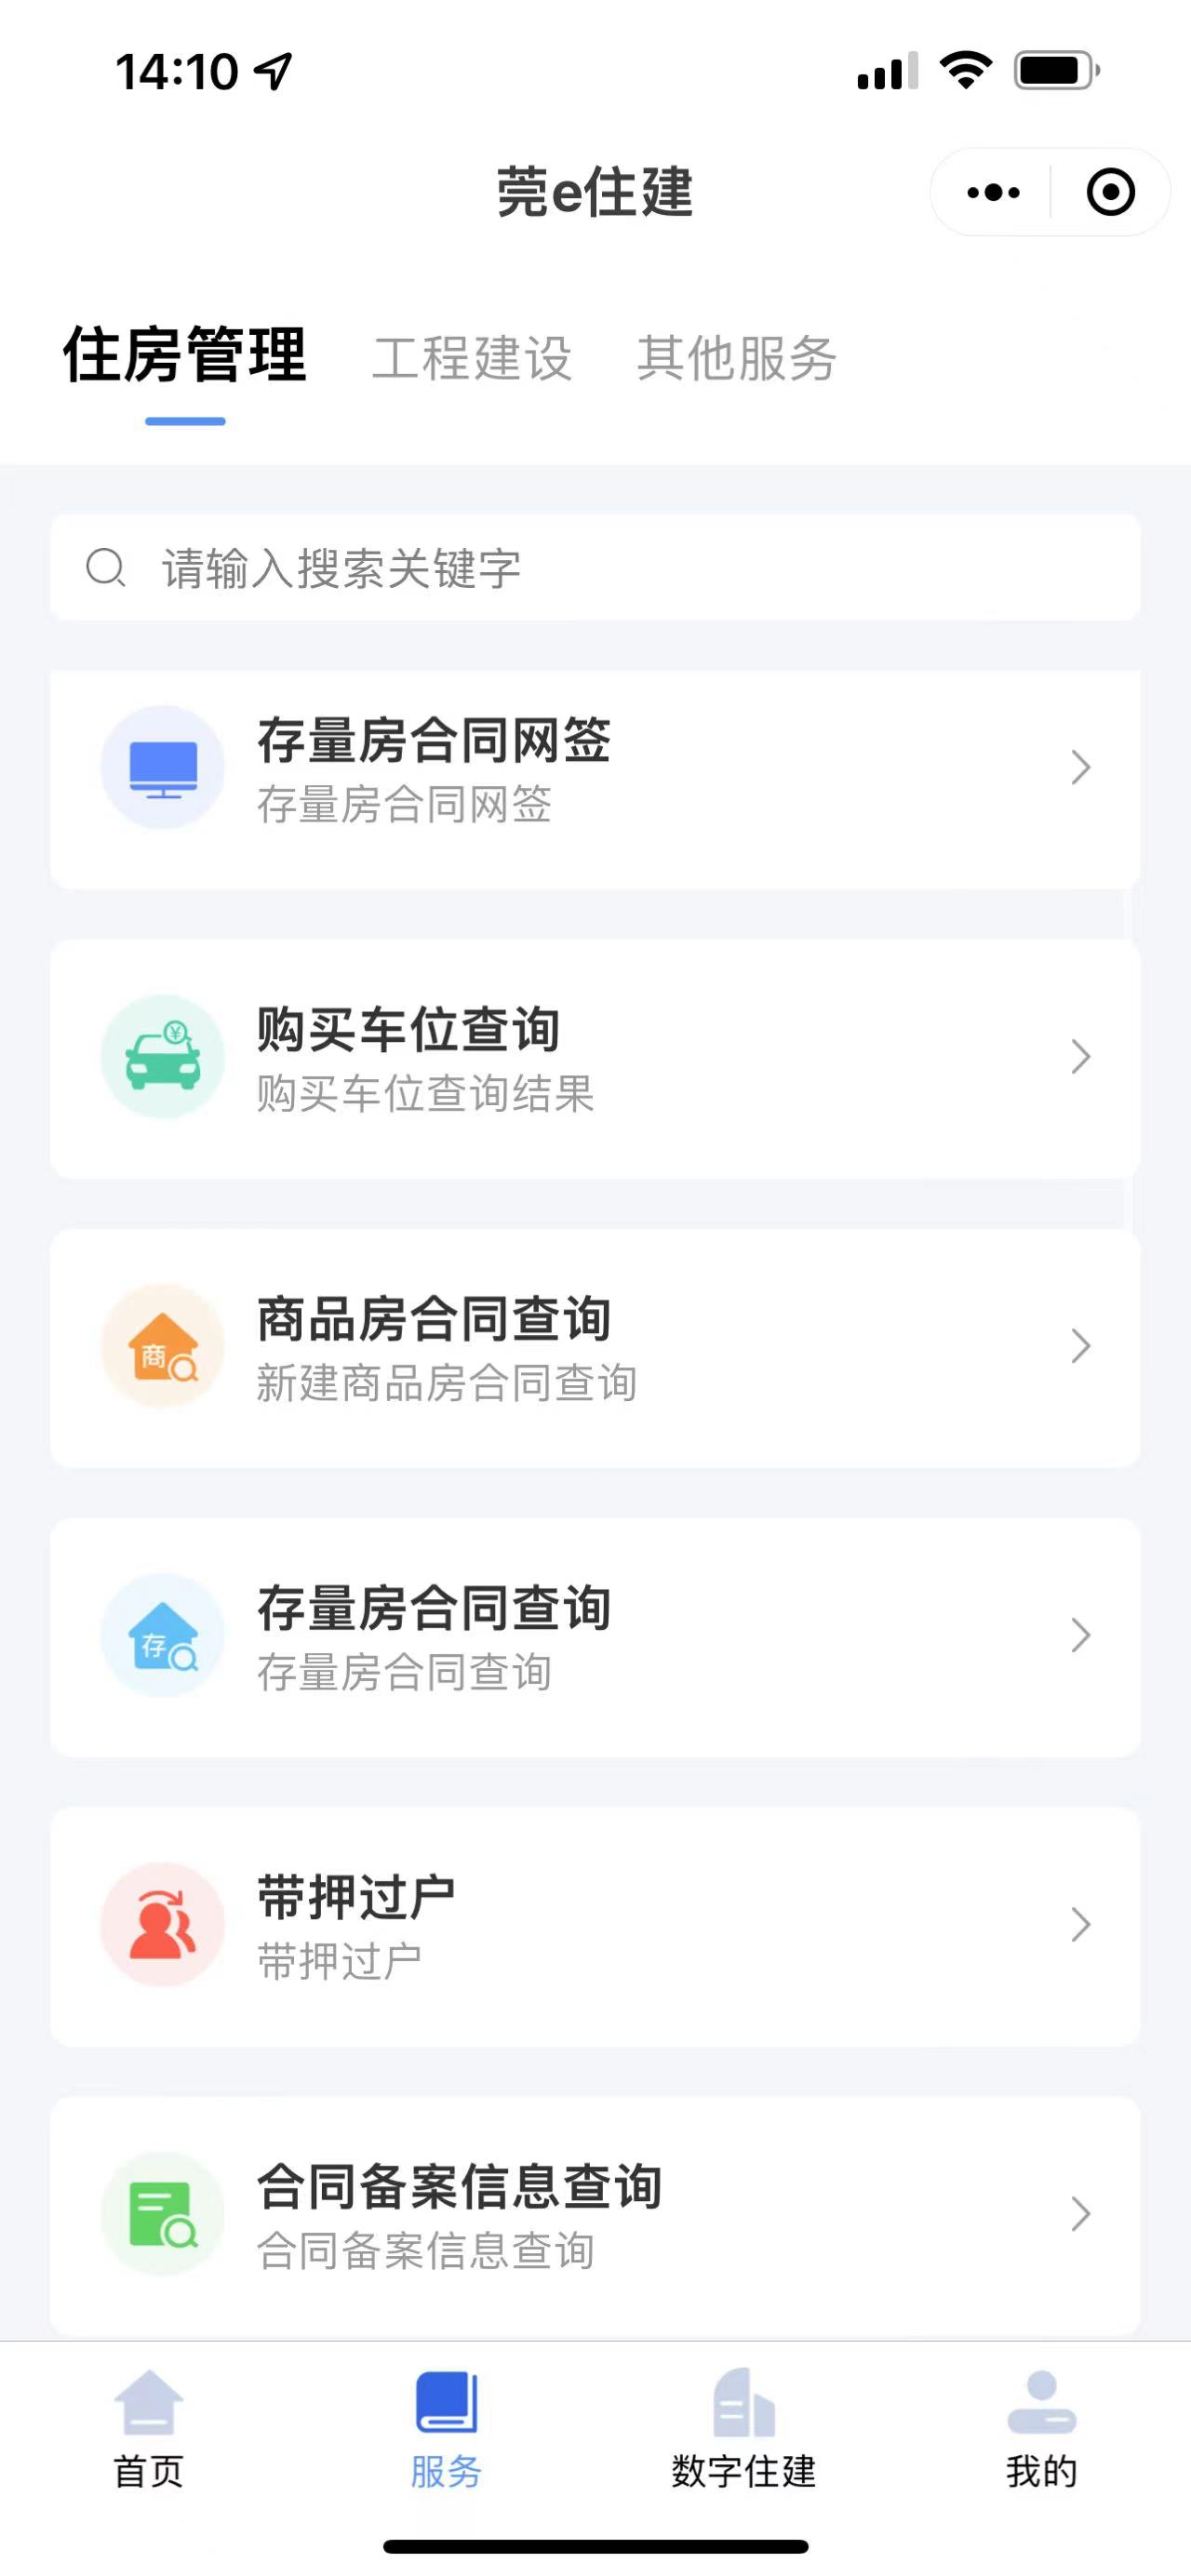 14:10
莞e住建
住房管理 工程建设 其他服务
请输入搜索关键字
存量房合同网签
存量房合同网签
购买车位查询
购买车位查询结果
商
商品房合同查询
新建商品房合同查询
存
存量房合同查询
存量房合同查询
带押过户
带押过户
合同备案信息查询
合同备案信息查询
首页 服务 数字住建 我的